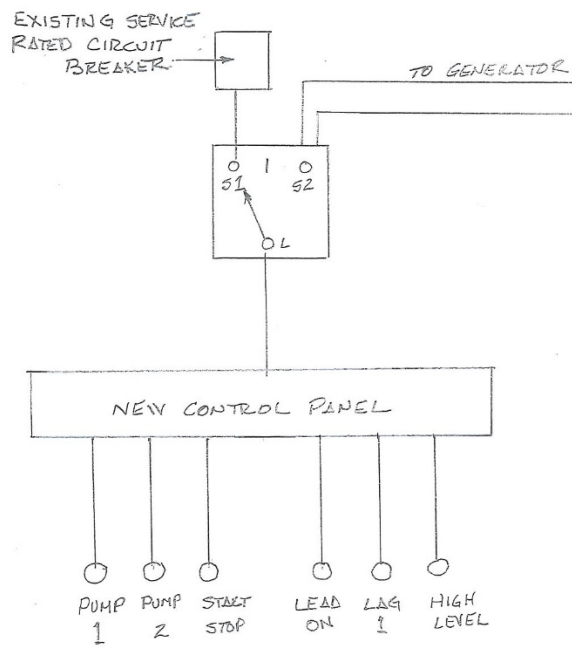 EXISTING SERVICE
RATED CIRCUIT
BREAKER
TO GENERATOR
S1
S2
L
NEW CONTROL PANEL
PUMP
1
PUMP
2
START
STOP
LEAD
ON
LAG
1
HIGH
LEVEL